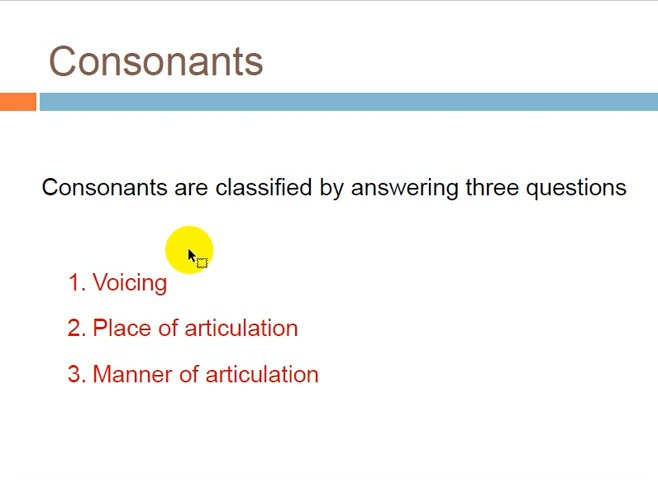 Consonants
Consonants are classified by answering three questions
1. Voicing
2. Place of articulation
3. Manner of articulation